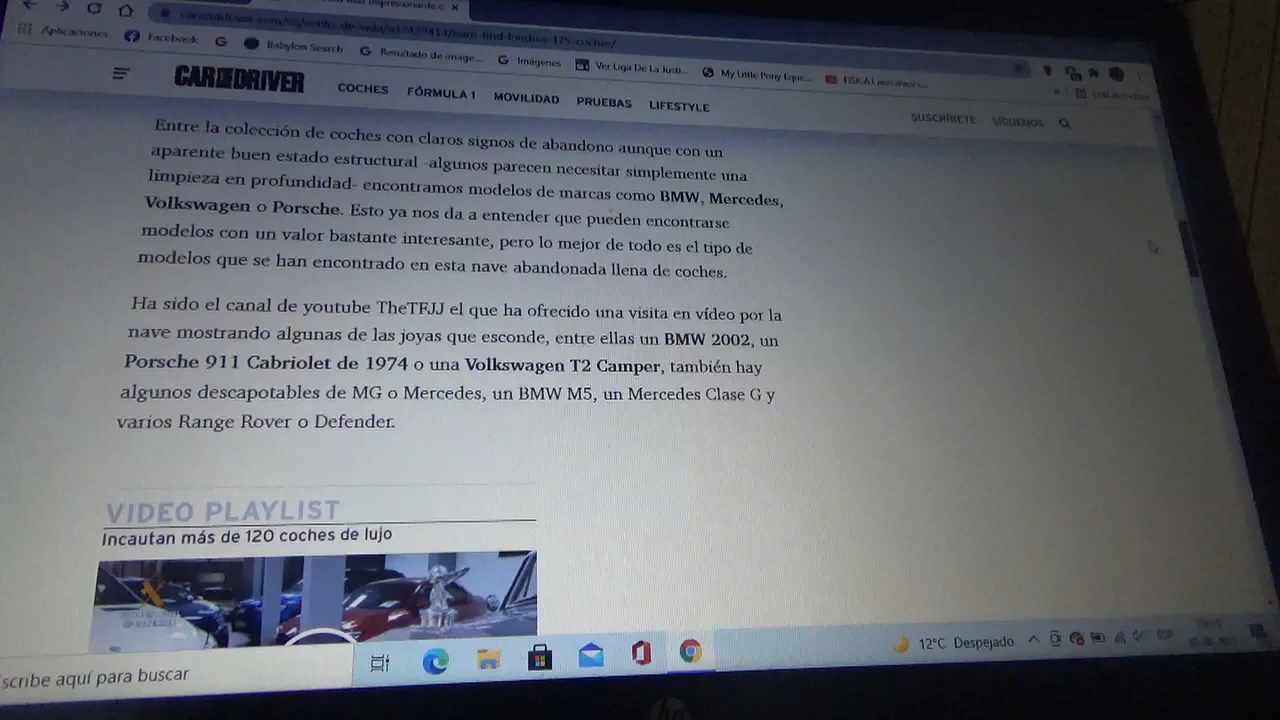 Aplicaciones Facebook Babylon Search Resultado de image... Imágenes Ver Liga De La Justi... My Little Pony Eque...
CAR AND DRIVER COCHES FÓRMULA 1 MOVILIDAD PRUEBAS LIFESTYLE SUSCRÍBETE SÍGUENOS
Entre la colección de coches con claros signos de abandono aunque con un
aparente buen estado estructural -algunos parecen necesitar simplemente una
limpieza en profundidad- encontramos modelos de marcas como BMW, Mercedes,
Volkswagen o Porsche. Esto ya nos da a entender que pueden encontrarse
modelos con un valor bastante interesante, pero lo mejor de todo es el tipo de
modelos que se han encontrado en esta nave abandonada llena de coches.
Ha sido el canal de youtube TheTFJJ el que ha ofrecido una visita en vídeo por la
nave mostrando algunas de las joyas que esconde, entre ellas un BMW 2002, un
Porsche 911 Cabriolet de 1974 o una Volkswagen T2 Camper, también hay
algunos descapotables de MG o Mercedes, un BMW M5, un Mercedes Clase G y
varios Range Rover o Defender.
VIDEO PLAYLIST
Incautan más de 120 coches de lujo
scribe aquí para buscar
12°C Despejado ESP
hp